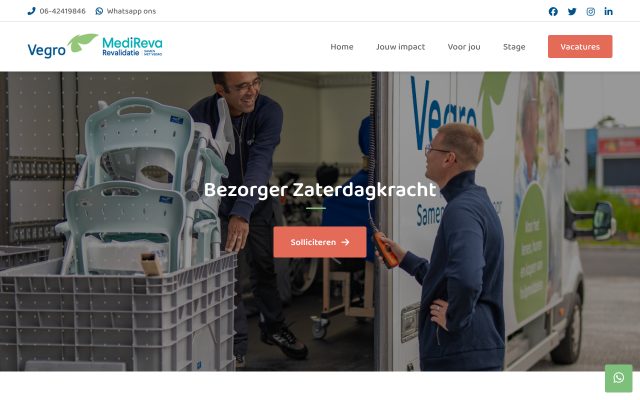 06-42419846 Whatsapp ons
Vegro MediReva
Revalidatie
Home Jouw impact Voor jou Stage Vacatures
Vegro
Bezorger Zaterdagkracht
Solliciteren